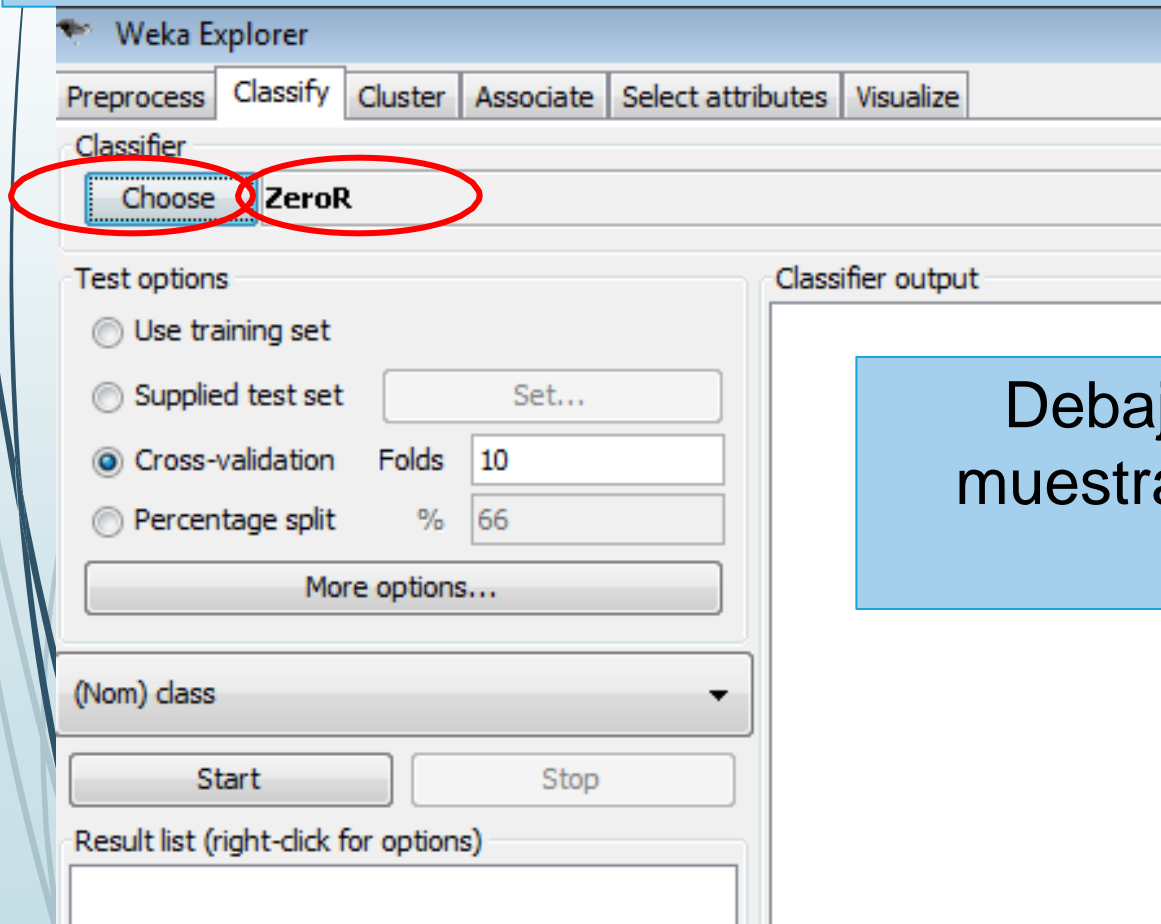 Weka Explorer
Preprocess Classify Cluster Associate Select attributes Visualize
Classifier
Choose ZeroR
Test options
Classifier output
Use training set
Supplied test set Set...
Cross-validation Folds 10
Percentage split % 66
More options...
(Nom) class
Start Stop
Result list (right-click for options)